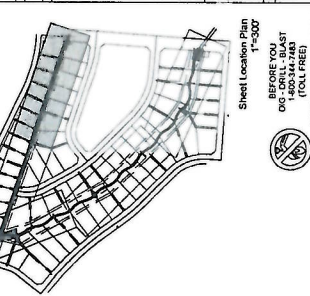 Sheet Location Plan
1"=300'
BEFORE YOU
DIG - DRILL - BLAST
1-800-344-7483
(TOLL FREE)